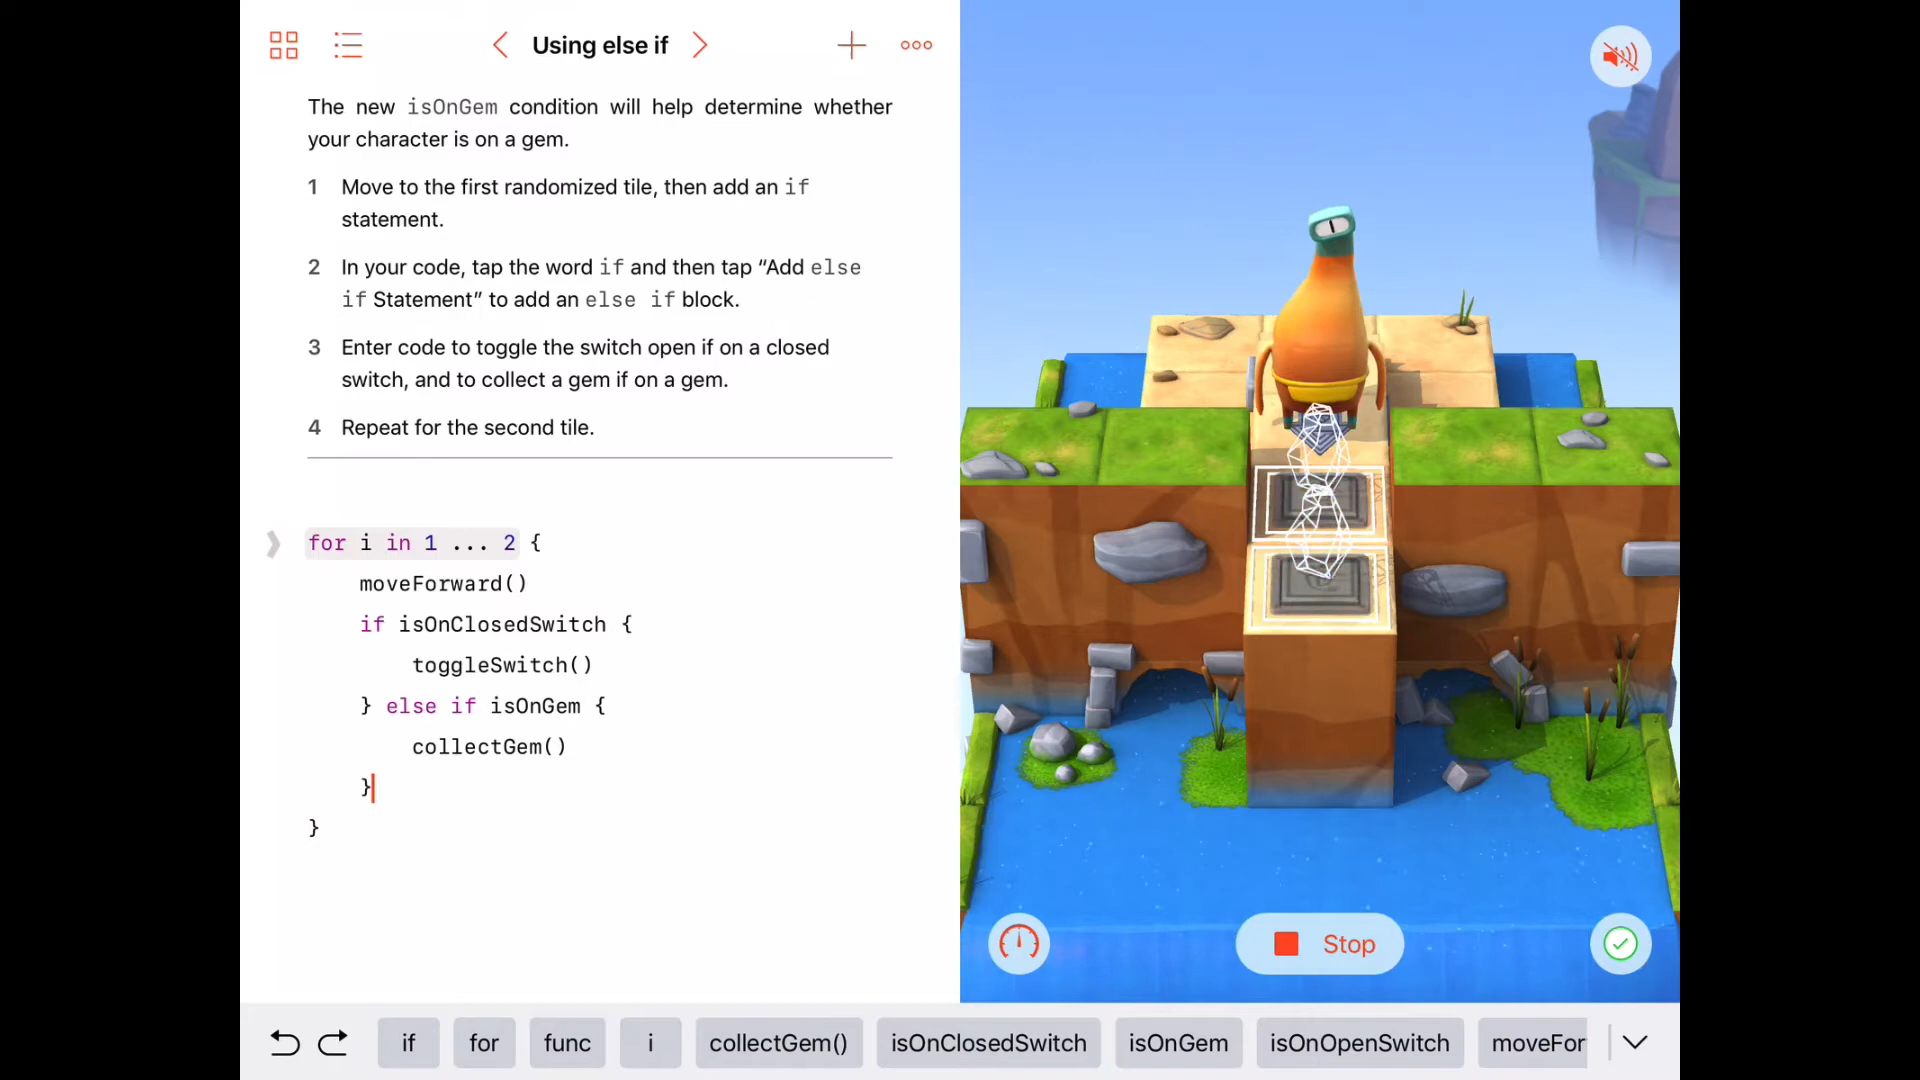 Using else if
The new isOnGem condition will help determine whether
your character is on a gem.
1 Move to the first randomized tile, then add an if
statement.
2 In your code, tap the word if and then tap “Add else
if Statement” to add an else if block.
3 Enter code to toggle the switch open if on a closed
switch, and to collect a gem if on a gem.
4 Repeat for the second tile.
for i in 1 ... 2 {
moveForward()
if isOnClosedSwitch {
toggleSwitch()
} else if isOnGem {
collectGem()
}
}
Stop
if for func i collectGem() isOnClosedSwitch isOnGem isOnOpenSwitch moveFor